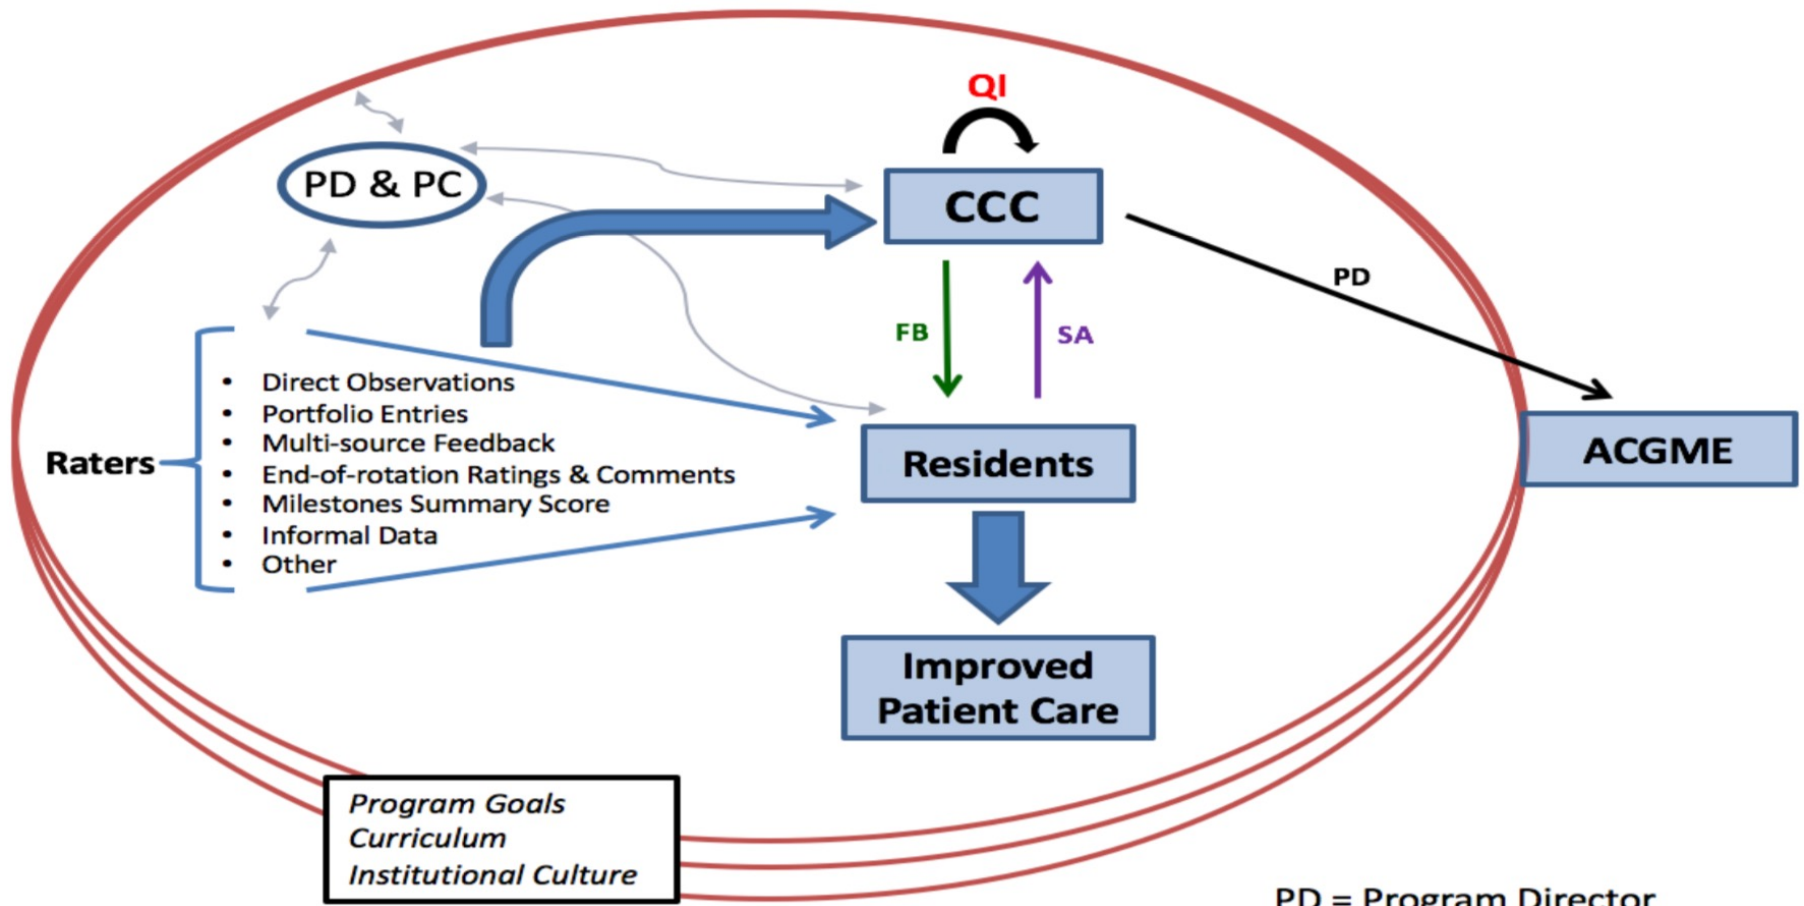 QI
PD & PC
CCC
PD
FB
SA
Raters
• Direct Observations
• Portfolio Entries
• Multi-source Feedback
• End-of-rotation Ratings & Comments
• Milestones Summary Score
• Informal Data
• Other
Residents
ACGME
Improved
Patient Care
Program Goals
Curriculum
Institutional Culture
PD = Program Director